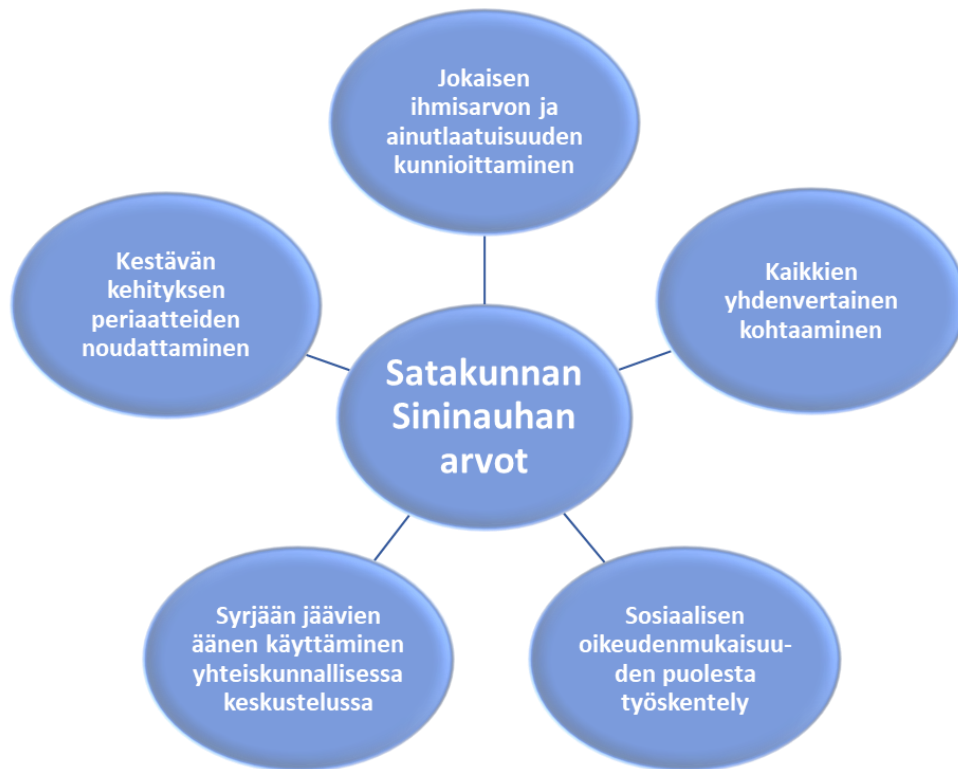 Jokaisen
ihmisarvon ja
ainutlaatuisuuden
kunnioittaminen
Kaikkien
yhdenvertainen
kohtaaminen
Kestävän
kehityksen
periaatteiden
noudattaminen
Satakunnan
Sininauhan
arvot
Syrjään jäävien
äänen käyttäminen
yhteiskunnallisessa
keskustelussa
Sosiaalisen
oikeudenmukaisuu-
den puolesta
työskentely